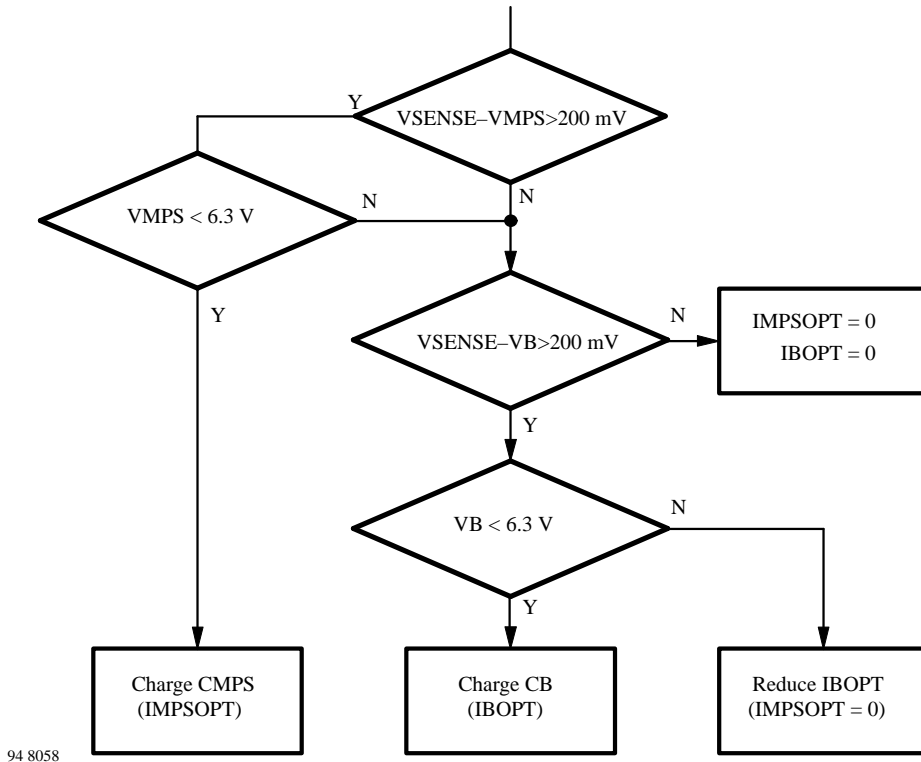 VSENSE–VMPS>200 mV
Y
N
VMPS < 6.3 V
N
Y
VSENSE–VB>200 mV
N
Y
IMPSOPT = 0
IBOPT = 0
VB < 6.3 V
N
Y
Charge CMPS
(IMPSOPT)
Charge CB
(IBOPT)
Reduce IBOPT
(IMPSOPT = 0)
94 8058